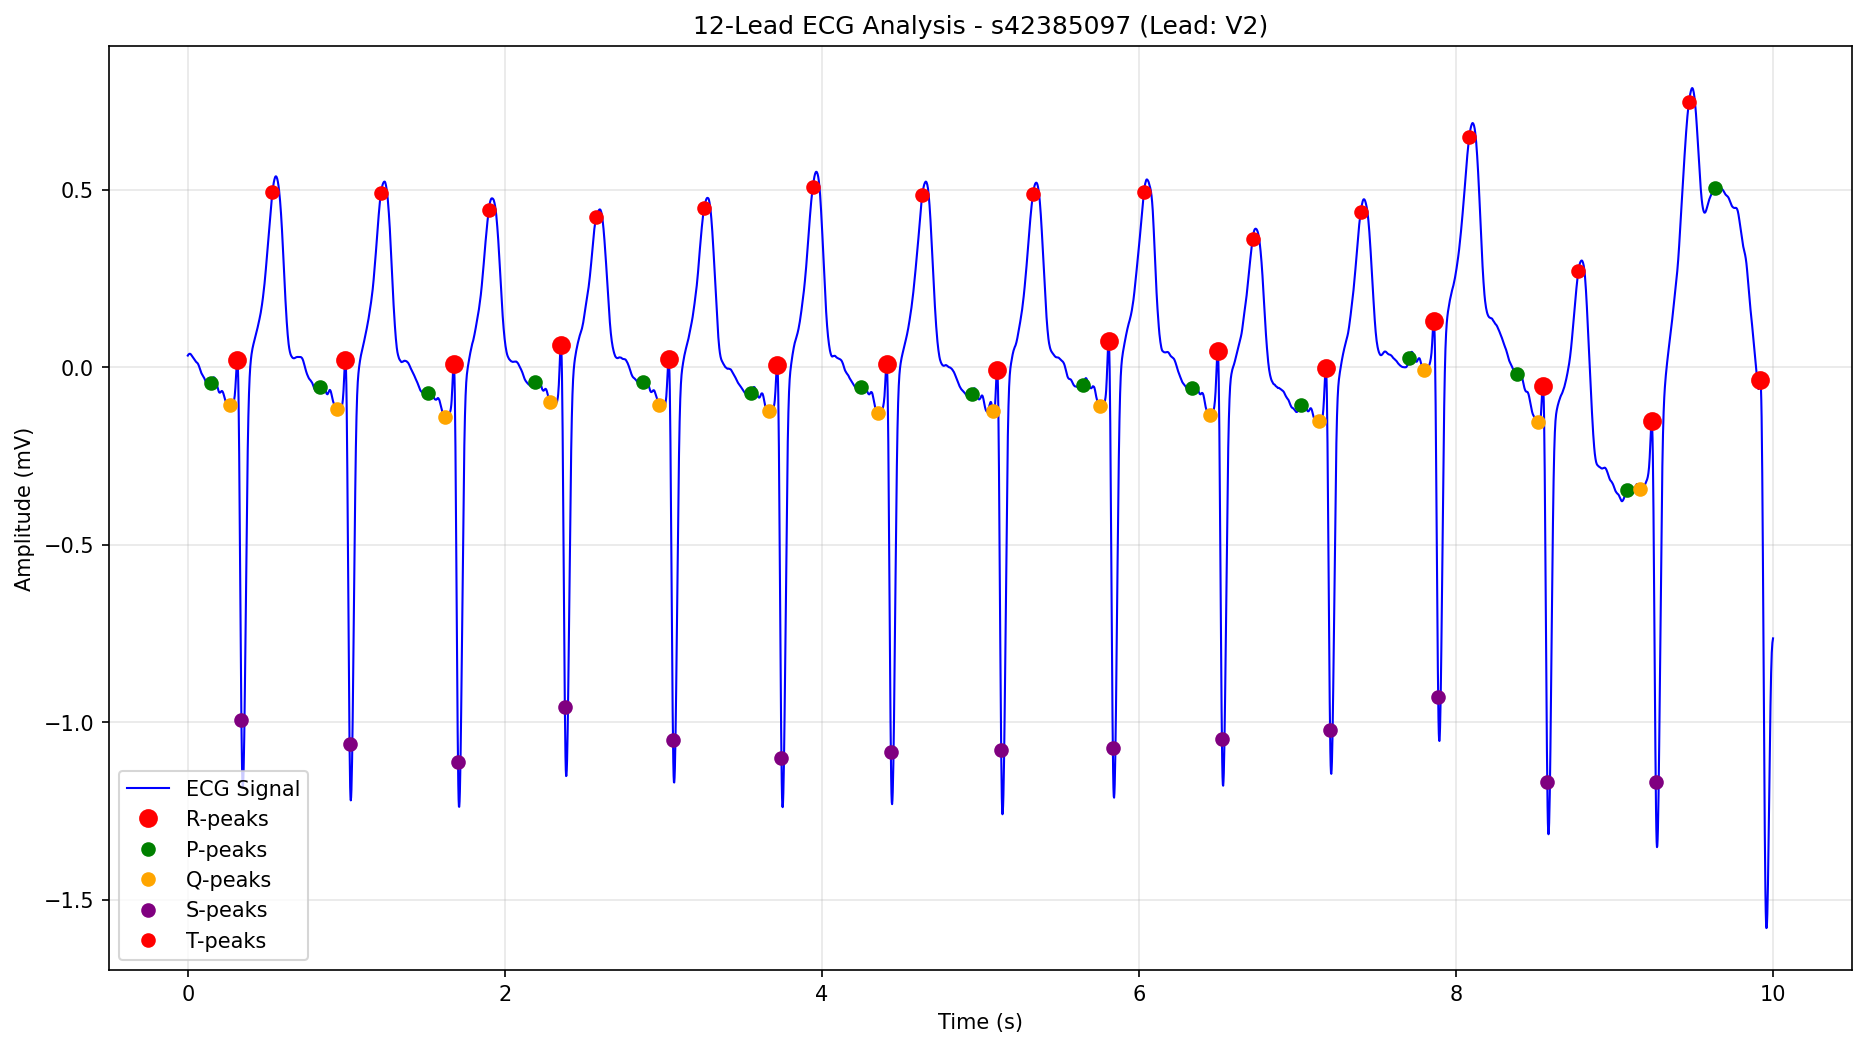 12-Lead ECG Analysis - s42385097 (Lead: V2)
Amplitude (mV)
0.5
0.0
−0.5
−1.0
−1.5
ECG Signal
R-peaks
P-peaks
Q-peaks
S-peaks
T-peaks
0 2 4 6 8 10
Time (s)